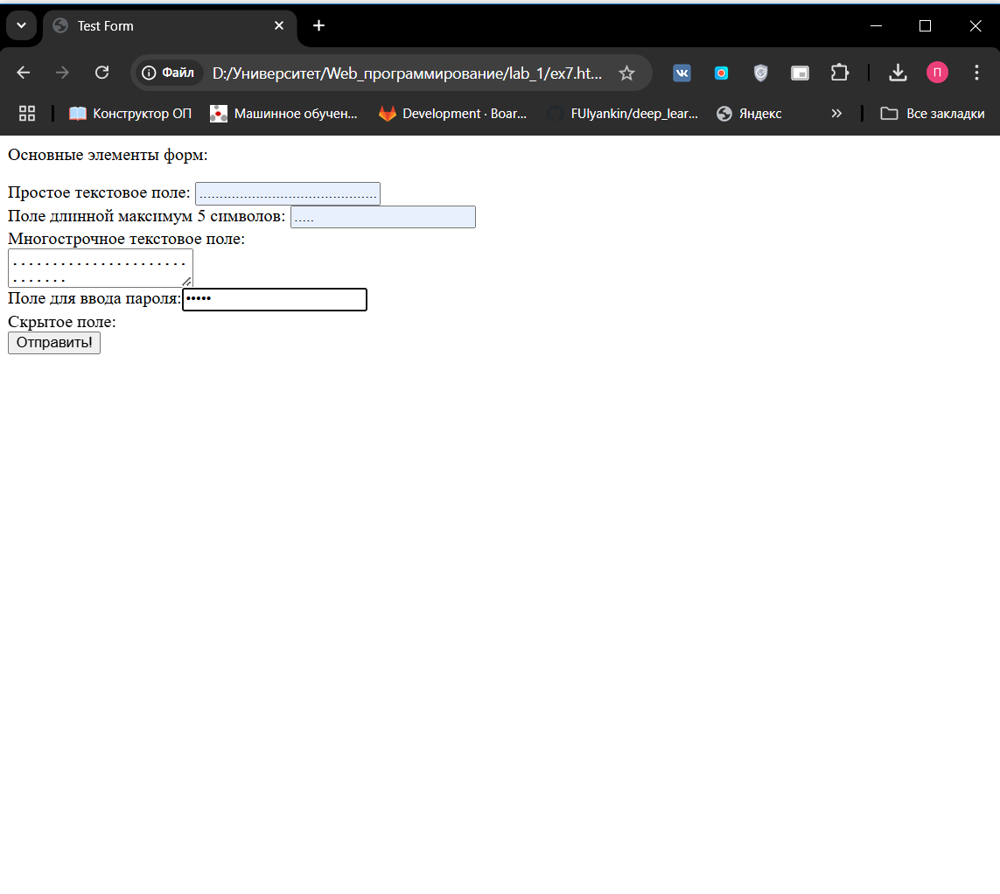 Test Form
Файл D:/Университет/Web_программирование/lab_1/ex7.ht... П
Конструктор ОП Машинное обучен... Development · Boar... FUlyankin/deep_lear... Яндекс Все закладки
Основные элементы форм:
Простое текстовое поле: ............................................
Поле длинной максимум 5 символов: .....
Многострочное текстовое поле:
. . . . . . . . . . . . . . . . . . . . . .
. . . . . . .
Поле для ввода пароля: •••••
Скрытое поле:
Отправить!